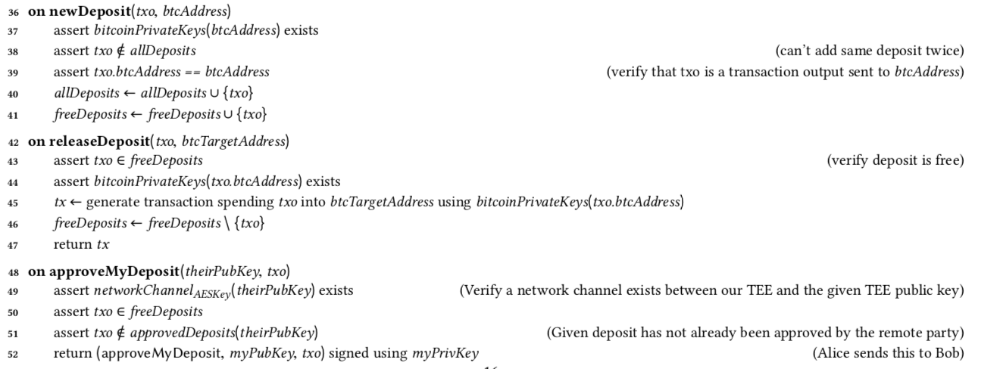 36 on newDeposit(txo, btcAddress)
37 assert bitcoinPrivateKeys(btcAddress) exists
38 assert txo ∉ allDeposits (can't add same deposit twice)
39 assert txo.btcAddress == btcAddress (verify that txo is a transaction output sent to btcAddress)
40 allDeposits ← allDeposits ∪ {txo}
41 freeDeposits ← freeDeposits ∪ {txo}
42 on releaseDeposit(txo, btcTargetAddress)
43 assert txo ∈ freeDeposits (verify deposit is free)
44 assert bitcoinPrivateKeys(txo.btcAddress) exists
45 tx ← generate transaction spending txo into btcTargetAddress using bitcoinPrivateKeys(txo.btcAddress)
46 freeDeposits ← freeDeposits \ {txo}
47 return tx
48 on approveMyDeposit(theirPubKey, txo)
49 assert networkChannel_AESKey(theirPubKey) exists (Verify a network channel exists between our TEE and the given TEE public key)
50 assert txo ∈ freeDeposits
51 assert txo ∉ approvedDeposits(theirPubKey) (Given deposit has not already been approved by the remote party)
52 return (approveMyDeposit, myPubKey, txo) signed using myPrivKey (Alice sends this to Bob)